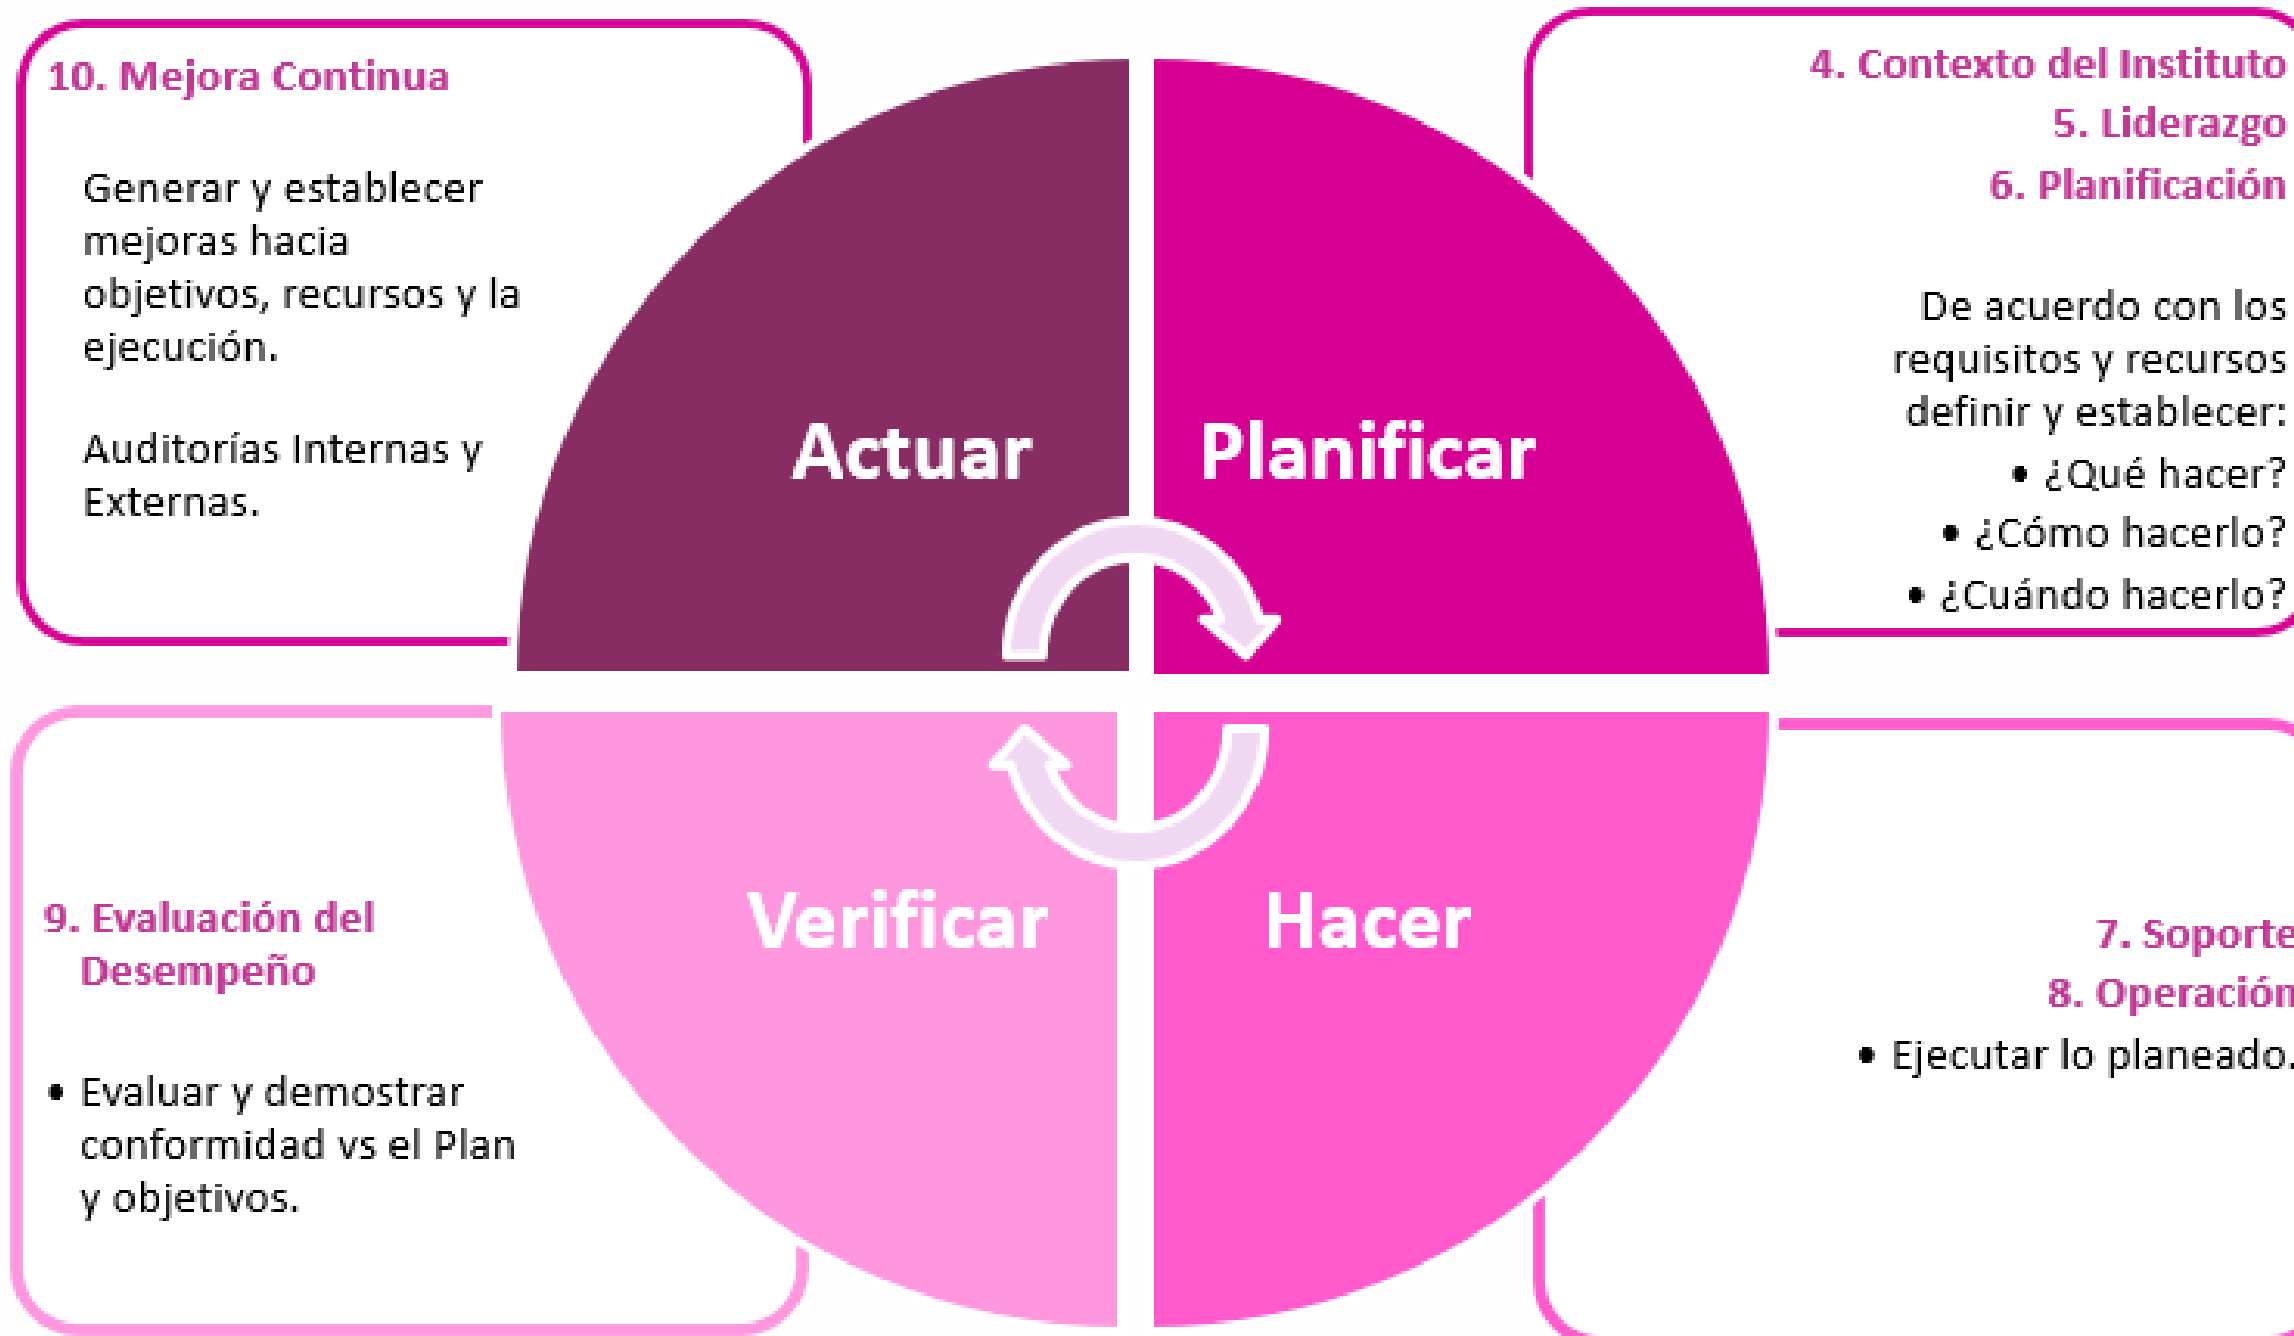 10. Mejora Continua
Generar y establecer
mejoras hacia
objetivos, recursos y la
ejecución.
Auditorías Internas y
Externas.
Actuar
Planificar
4. Contexto del Instituto
5. Liderazgo
6. Planificación
De acuerdo con los
requisitos y recursos
definir y establecer:
• ¿Qué hacer?
• ¿Cómo hacerlo?
• ¿Cuándo hacerlo?
9. Evaluación del
Desempeño
• Evaluar y demostrar
conformidad vs el Plan
y objetivos.
Verificar
Hacer
7. Soporte
8. Operación
• Ejecutar lo planeado.